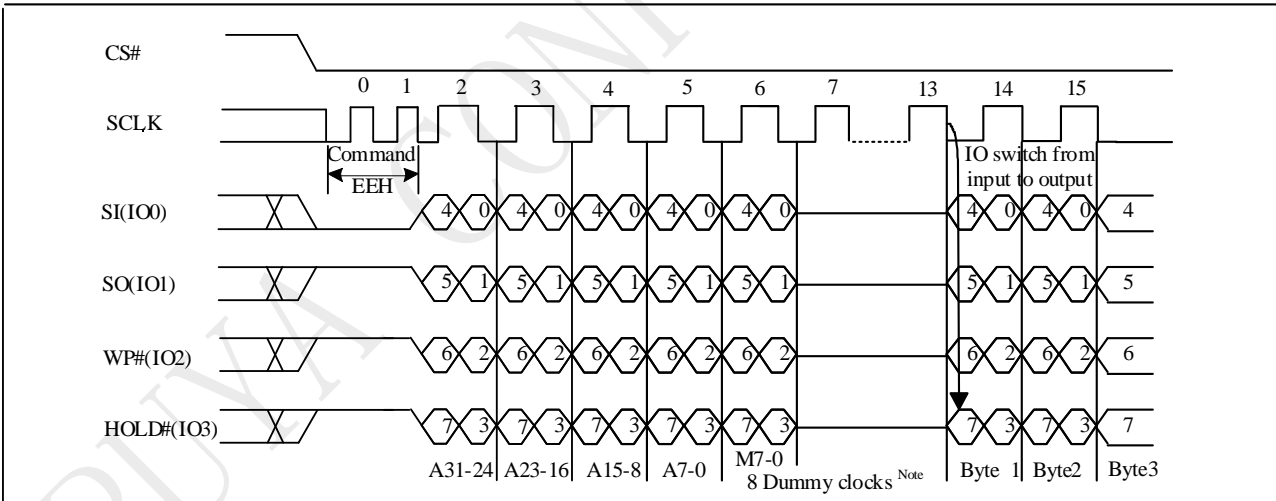 CS#
0 1 2 3 4 5 6 7 13 14 15
SCLK
Command
EEH
IO switch from
input to output
SI(IO0)
4 0 4 0 4 0 4 0 4 0 4 0 4 0 4
SO(IO1)
5 1 5 1 5 1 5 1 5 1 5 1 5 1 5
WP#(IO2)
6 2 6 2 6 2 6 2 6 2 6 2 6 2 6
HOLD#(IO3)
7 3 7 3 7 3 7 3 7 3 7 3 7 3 7
A31-24 A23-16 A15-8 A7-0 M7-0 8 Dummy clocks Note Byte 1 Byte2 Byte3
PUYA CON